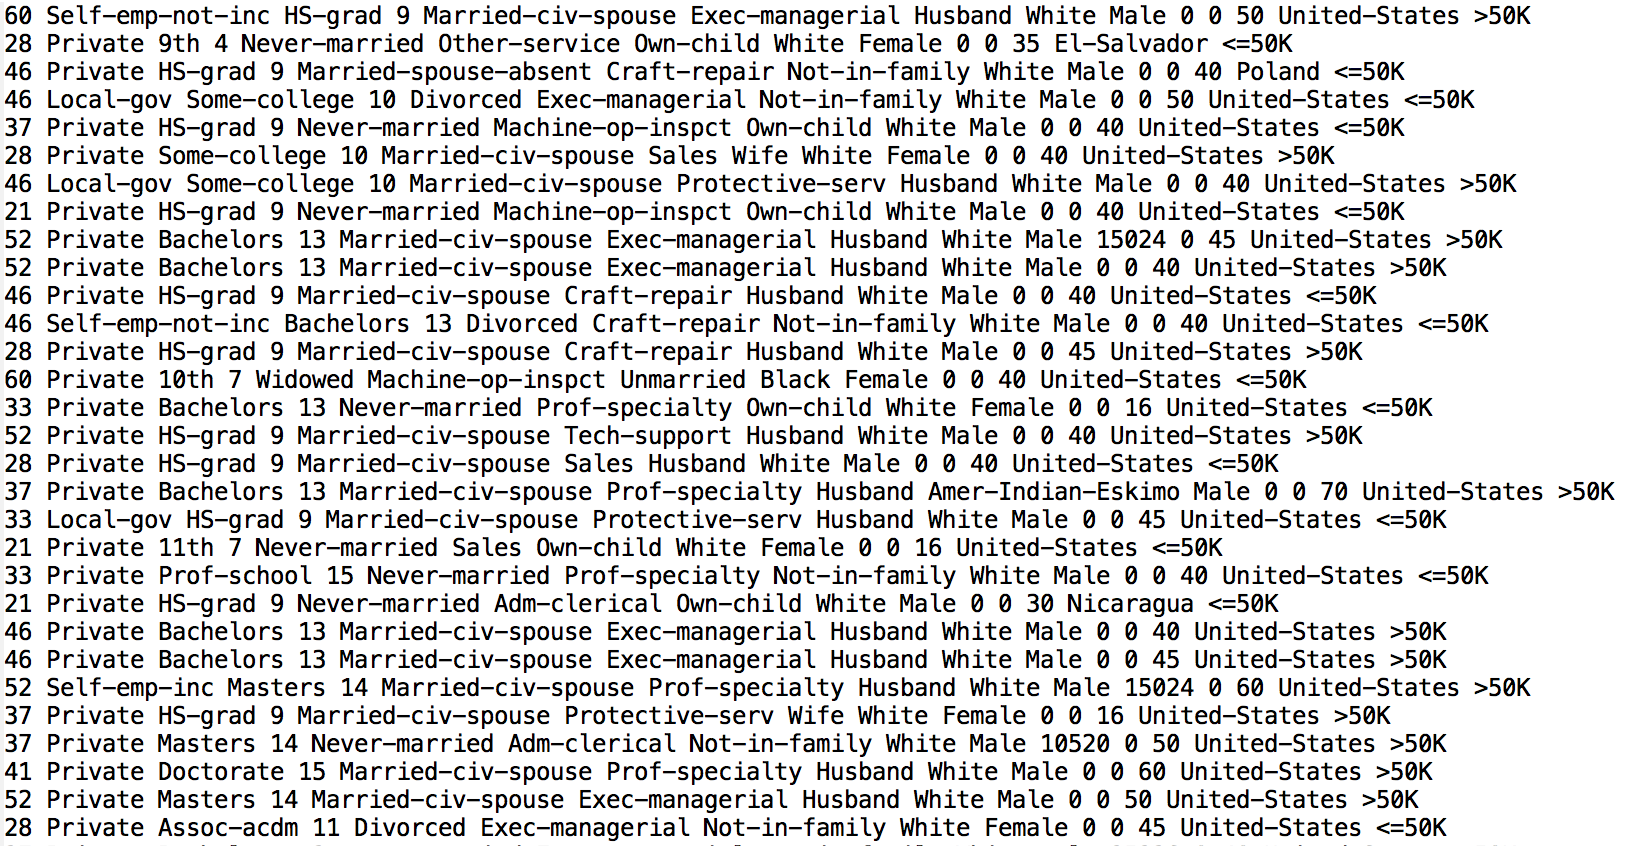 60 Self-emp-not-inc HS-grad 9 Married-civ-spouse Exec-managerial Husband White Male 0 0 50 United-States >50K
28 Private 9th 4 Never-married Other-service Own-child White Female 0 0 35 El-Salvador <=50K
46 Private HS-grad 9 Married-spouse-absent Craft-repair Not-in-family White Male 0 0 40 Poland <=50K
46 Local-gov Some-college 10 Divorced Exec-managerial Not-in-family White Male 0 0 50 United-States <=50K
37 Private HS-grad 9 Never-married Machine-op-inspct Own-child White Male 0 0 40 United-States <=50K
28 Private Some-college 10 Married-civ-spouse Sales Wife White Female 0 0 40 United-States >50K
46 Local-gov Some-college 10 Married-civ-spouse Protective-serv Husband White Male 0 0 40 United-States >50K
21 Private HS-grad 9 Never-married Machine-op-inspct Own-child White Male 0 0 40 United-States <=50K
52 Private Bachelors 13 Married-civ-spouse Exec-managerial Husband White Male 15024 0 45 United-States >50K
52 Private Bachelors 13 Married-civ-spouse Exec-managerial Husband White Male 0 0 40 United-States >50K
46 Private HS-grad 9 Married-civ-spouse Craft-repair Husband White Male 0 0 40 United-States <=50K
46 Self-emp-not-inc Bachelors 13 Divorced Craft-repair Not-in-family White Male 0 0 40 United-States <=50K
28 Private HS-grad 9 Married-civ-spouse Craft-repair Husband White Male 0 0 45 United-States >50K
60 Private 10th 7 Widowed Machine-op-inspct Unmarried Black Female 0 0 40 United-States <=50K
33 Private Bachelors 13 Never-married Prof-specialty Own-child White Female 0 0 16 United-States <=50K
52 Private HS-grad 9 Married-civ-spouse Tech-support Husband White Male 0 0 40 United-States >50K
28 Private HS-grad 9 Married-civ-spouse Sales Husband White Male 0 0 40 United-States <=50K
37 Private Bachelors 13 Married-civ-spouse Prof-specialty Husband Amer-Indian-Eskimo Male 0 0 70 United-States >50K
33 Local-gov HS-grad 9 Married-civ-spouse Protective-serv Husband White Male 0 0 45 United-States <=50K
21 Private 11th 7 Never-married Sales Own-child White Female 0 0 16 United-States <=50K
33 Private Prof-school 15 Never-married Prof-specialty Not-in-family White Male 0 0 40 United-States <=50K
21 Private HS-grad 9 Never-married Adm-clerical Own-child White Male 0 0 30 Nicaragua <=50K
46 Private Bachelors 13 Married-civ-spouse Exec-managerial Husband White Male 0 0 40 United-States >50K
46 Private Bachelors 13 Married-civ-spouse Exec-managerial Husband White Male 0 0 45 United-States >50K
52 Self-emp-inc Masters 14 Married-civ-spouse Prof-specialty Husband White Male 15024 0 60 United-States >50K
37 Private HS-grad 9 Married-civ-spouse Protective-serv Wife White Female 0 0 16 United-States >50K
37 Private Masters 14 Never-married Adm-clerical Not-in-family White Male 10520 0 50 United-States >50K
41 Private Doctorate 15 Married-civ-spouse Prof-specialty Husband White Male 0 0 60 United-States >50K
52 Private Masters 14 Married-civ-spouse Exec-managerial Husband White Male 0 0 50 United-States >50K
28 Private Assoc-acdm 11 Divorced Exec-managerial Not-in-family White Female 0 0 45 United-States <=50K